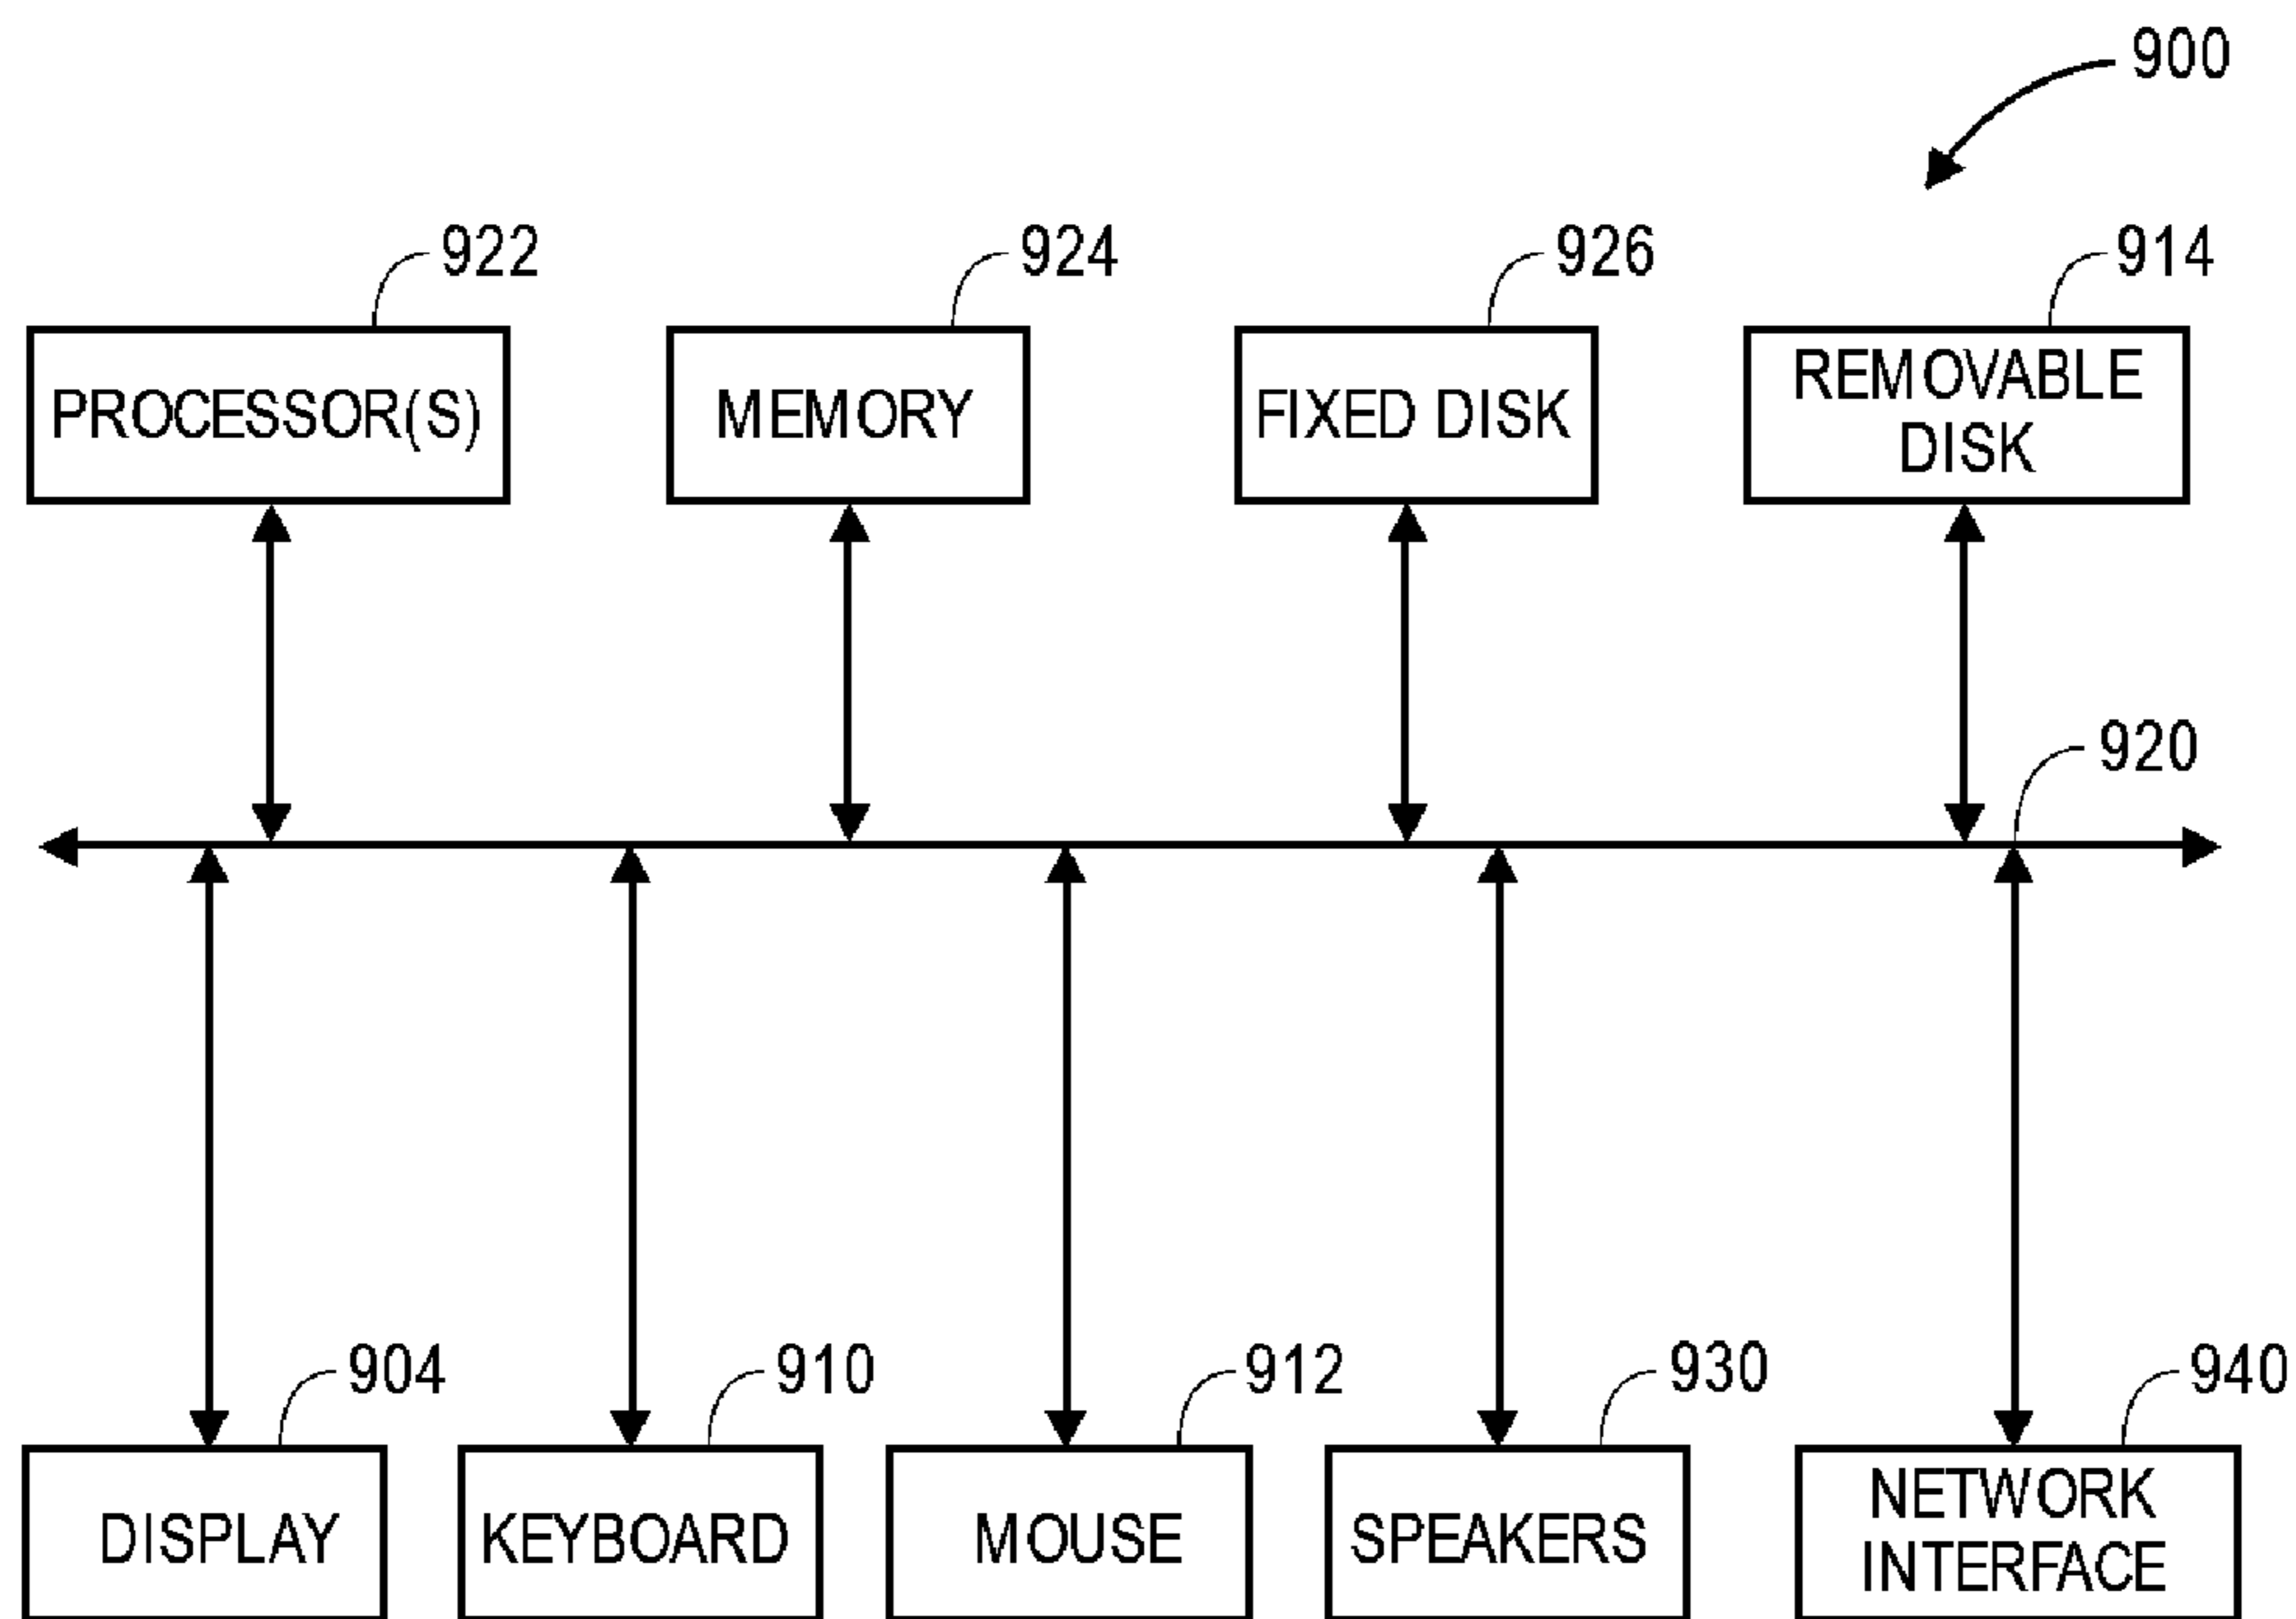 900
922
924
926
914
PROCESSOR(S)
MEMORY
FIXED DISK
REMOVABLE
DISK
920
904
910
912
930
940
DISPLAY
KEYBOARD
MOUSE
SPEAKERS
NETWORK
INTERFACE